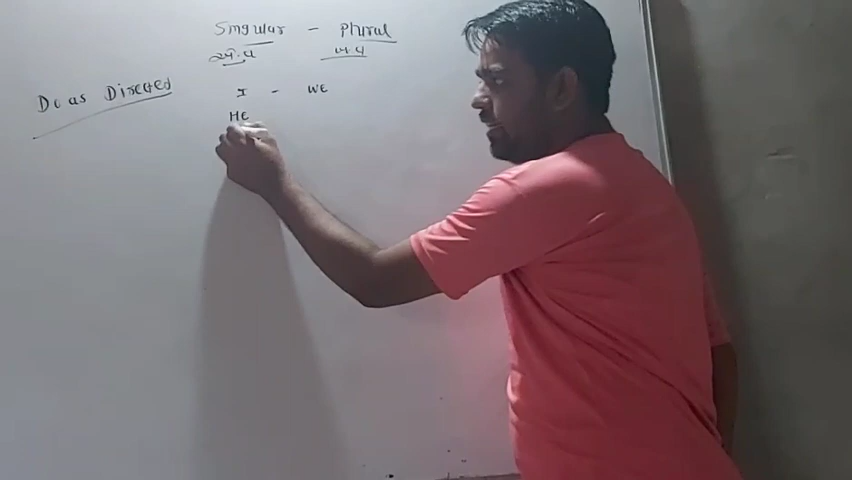 Singular - Plural
એ.વ બ.વ
Do as Directed
I - WE
HE